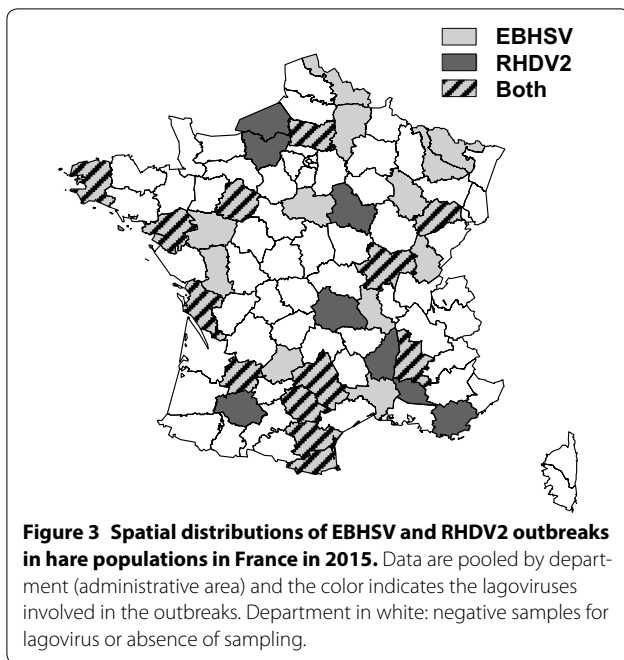 EBHSV
RHDV2
Both
Figure 3 Spatial distributions of EBHSV and RHDV2 outbreaks
in hare populations in France in 2015. Data are pooled by depart-
ment (administrative area) and the color indicates the lagoviruses
involved in the outbreaks. Department in white: negative samples for
lagovirus or absence of sampling.